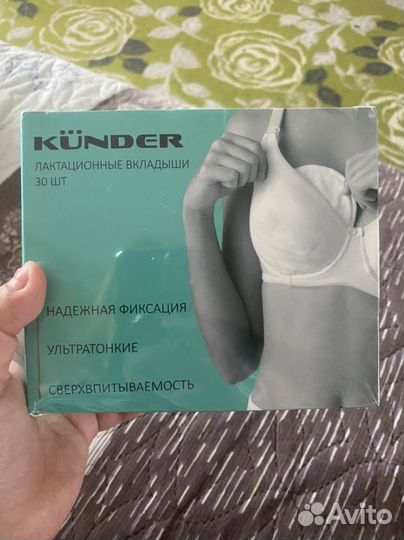 KÜNDER
ЛАКТАЦИОННЫЕ ВКЛАДЫШИ
30 ШТ
НАДЕЖНАЯ ФИКСАЦИЯ
УЛЬТРАТОНКИЕ
СВЕРХВПИТЫВАЕМОСТЬ
Avito